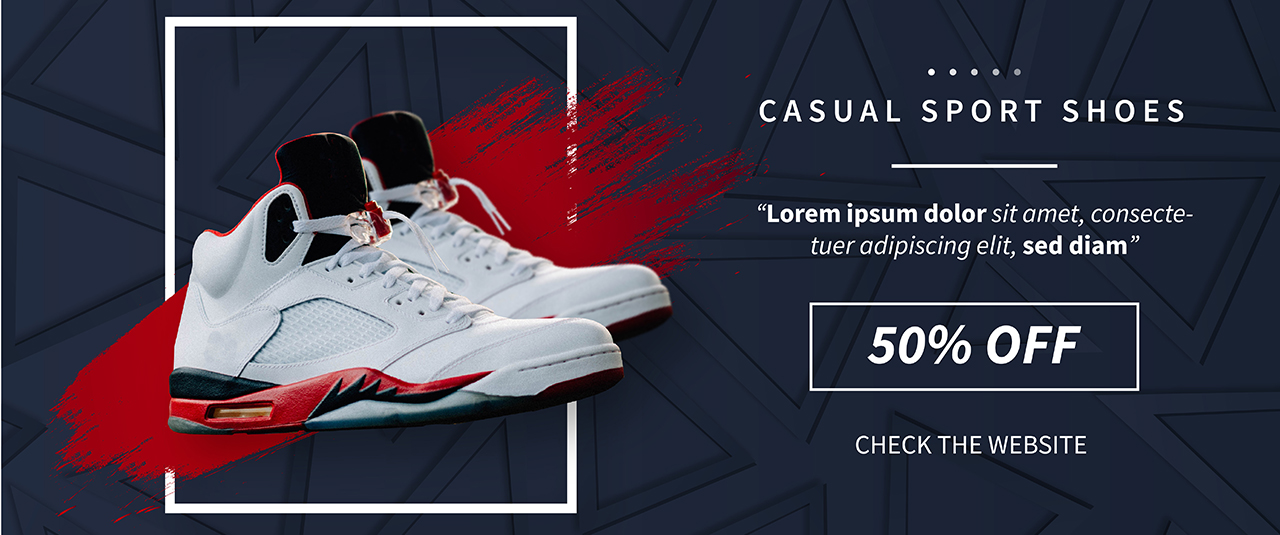 CASUAL SPORT SHOES
“Lorem ipsum dolor sit amet, consecte-
tuer adipiscing elit, sed diam”
50% OFF
CHECK THE WEBSITE